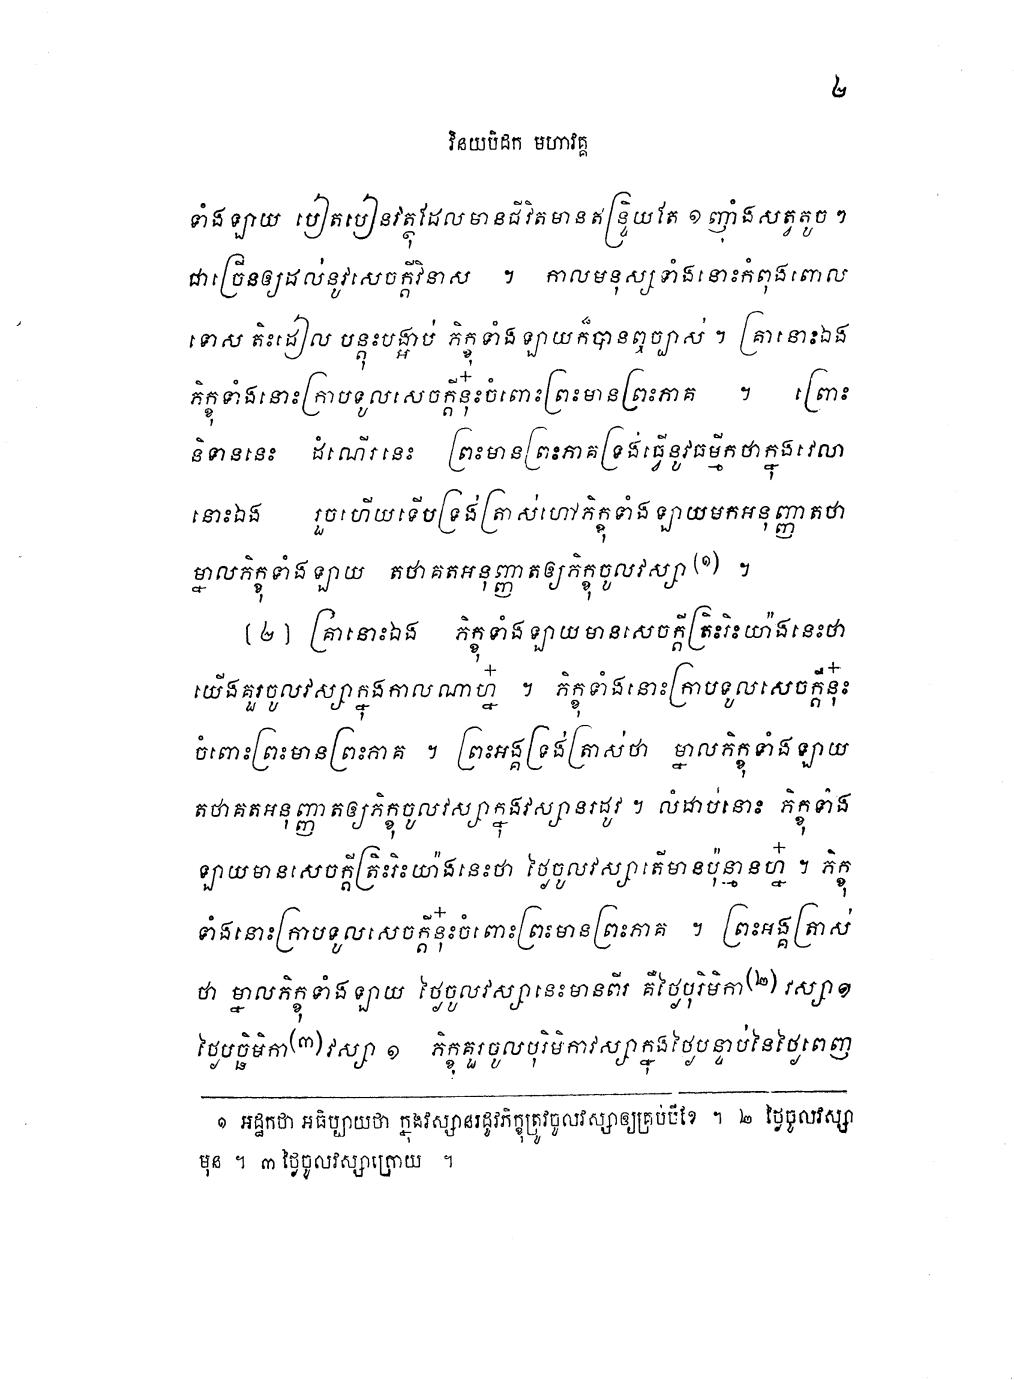 ៤
វិនយបិដក មហាវគ្គ
ទាំងឡាយ បៀតបៀនវត្ថុដែលមានជីវិតមានឥន្ទ្រិយតែ ១ ញ៉ាំងសត្វតូច ៗ
ជាច្រើនឲ្យដល់នូវសេចក្តីវិនាស ។ កាលមនុស្សទាំងនោះកំពុងពោល
ទោស តិះដៀល បន្តុះបង្អាប់ ភិក្ខុទាំងឡាយក៏បានឮច្បាស់ ។ គ្រានោះឯង
ភិក្ខុទាំងនោះក្រាបទូលសេចក្តីនុ៎ះចំពោះព្រះមានព្រះភាគ ។ ព្រោះ
និទាននេះ ដំណើរនេះ ព្រះមានព្រះភាគទ្រង់ធ្វើនូវធម្មីកថាក្នុងវេលា
នោះឯង រួចហើយទើបទ្រង់ត្រាស់ហៅភិក្ខុទាំងឡាយមកអនុញ្ញាតថា
ម្នាលភិក្ខុទាំងឡាយ តថាគតអនុញ្ញាតឲ្យភិក្ខុចូលវស្សា (១) ។
(៤) គ្រានោះឯង ភិក្ខុទាំងឡាយមានសេចក្តីត្រិះរិះយ៉ាងនេះថា
យើងគួរចូលវស្សាក្នុងកាលណាហ្ន៎ ។ ភិក្ខុទាំងនោះក្រាបទូលសេចក្តីនុ៎ះ
ចំពោះព្រះមានព្រះភាគ ។ ព្រះអង្គទ្រង់ត្រាស់ថា ម្នាលភិក្ខុទាំងឡាយ
តថាគតអនុញ្ញាតឲ្យភិក្ខុចូលវស្សាក្នុងវស្សានរដូវ ។ លំដាប់នោះ ភិក្ខុទាំង
ឡាយមានសេចក្តីត្រិះរិះយ៉ាងនេះថា ថ្ងៃចូលវស្សាតើមានប៉ុន្មានហ្ន៎ ។ ភិក្ខុ
ទាំងនោះក្រាបទូលសេចក្តីនុ៎ះចំពោះព្រះមានព្រះភាគ ។ ព្រះអង្គត្រាស់
ថា ម្នាលភិក្ខុទាំងឡាយ ថ្ងៃចូលវស្សានេះមានពីរ គឺថ្ងៃបុរិមិកា (២) វស្សា ១
ថ្ងៃបច្ឆិមិកា (៣) វស្សា ១ ភិក្ខុគួរចូលបុរិមិកាវស្សាក្នុងថ្ងៃបន្ទាប់នៃថ្ងៃពេញ
១ អដ្ឋកថា អធិប្បាយថា ក្នុងវស្សានរដូវភិក្ខុត្រូវចូលវស្សាឲ្យគ្រប់បីខែ ។ ២ ថ្ងៃចូលវស្សា
មុន ។ ៣ ថ្ងៃចូលវស្សាក្រោយ ។